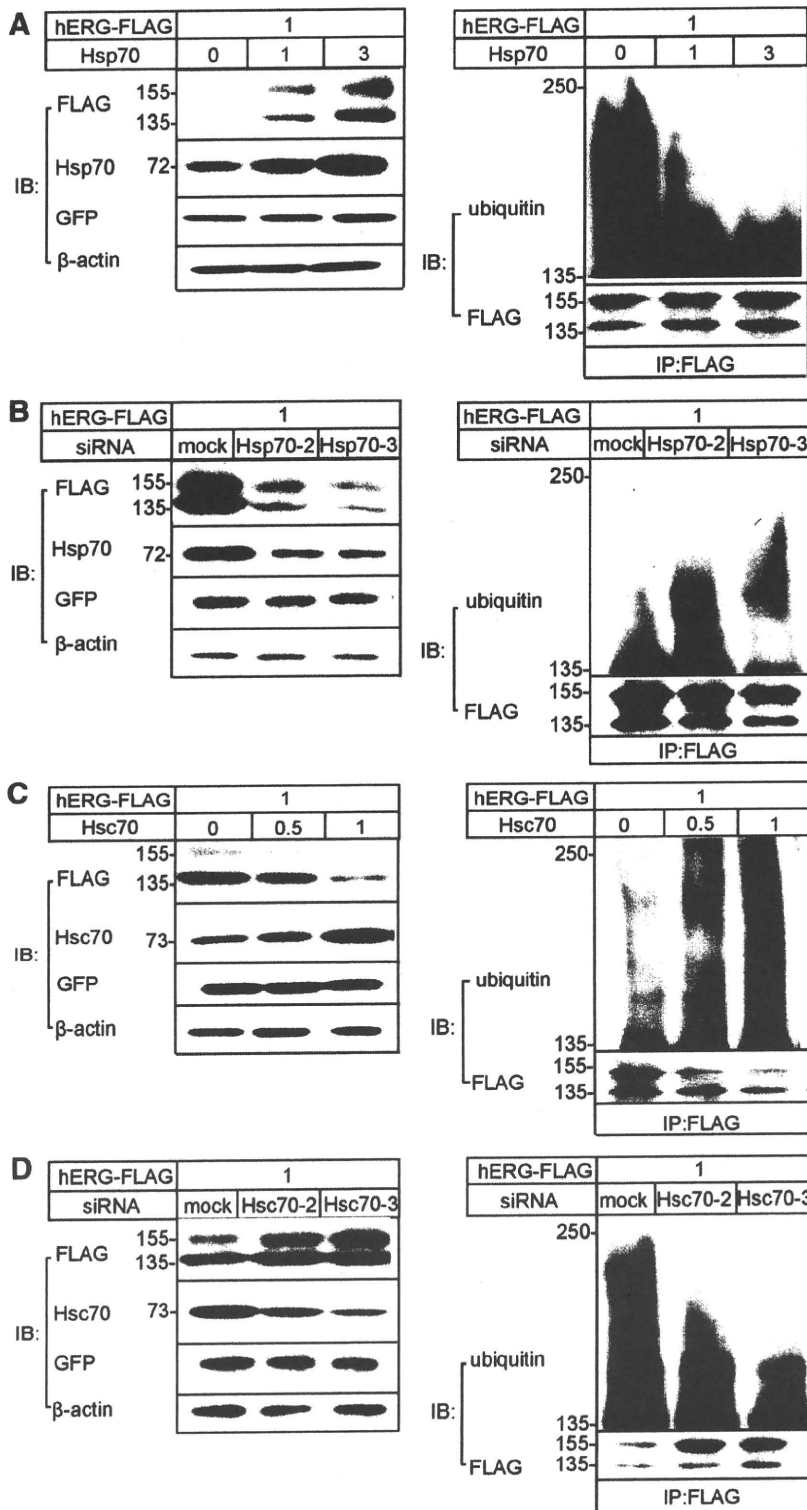 A
hERG-FLAG 1
Hsp70 0 1 3
IB:
FLAG 155- 135-
Hsp70 72-
GFP
β-actin
hERG-FLAG 1
Hsp70 0 1 3
IB:
250-
ubiquitin
135-
FLAG 155- 135-
IP:FLAG
B
hERG-FLAG 1
siRNA mock Hsp70-2 Hsp70-3
IB:
FLAG 155- 135-
Hsp70 72-
GFP
β-actin
hERG-FLAG 1
siRNA mock Hsp70-2 Hsp70-3
IB:
250-
ubiquitin
135-
FLAG 155- 135-
IP:FLAG
C
hERG-FLAG 1
Hsc70 0 0.5 1
IB:
FLAG 155- 135-
Hsc70 73-
GFP
β-actin
hERG-FLAG 1
Hsc70 0 0.5 1
IB:
250-
ubiquitin
135-
FLAG 155- 135-
IP:FLAG
D
hERG-FLAG 1
siRNA mock Hsc70-2 Hsc70-3
IB:
FLAG 155- 135-
Hsc70 73-
GFP
β-actin
hERG-FLAG 1
siRNA mock Hsc70-2 Hsc70-3
IB:
250-
ubiquitin
135-
FLAG 155- 135-
IP:FLAG